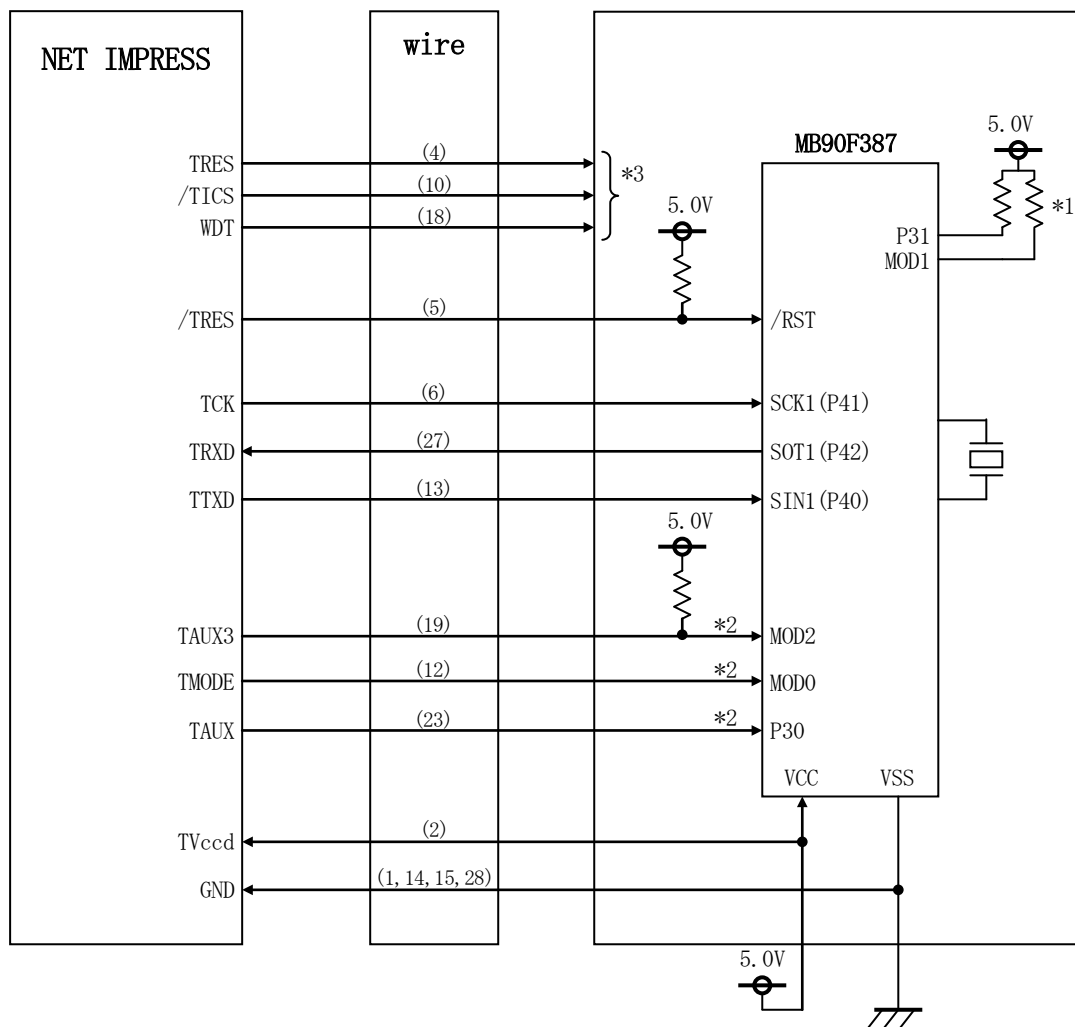 NET IMPRESS
wire
MB90F387
5.0V
TRES
(4)
*3
/TICS
(10)
WDT
(18)
5.0V
*1
P31
MOD1
/TRES
(5)
/RST
TCK
(6)
SCK1(P41)
TRXD
(27)
SOT1(P42)
TTXD
(13)
SIN1(P40)
5.0V
TAUX3
(19)
*2
MOD2
TMODE
(12)
*2
MOD0
TAUX
(23)
*2
P30
VCC
VSS
TVccd
(2)
GND
(1,14,15,28)
5.0V